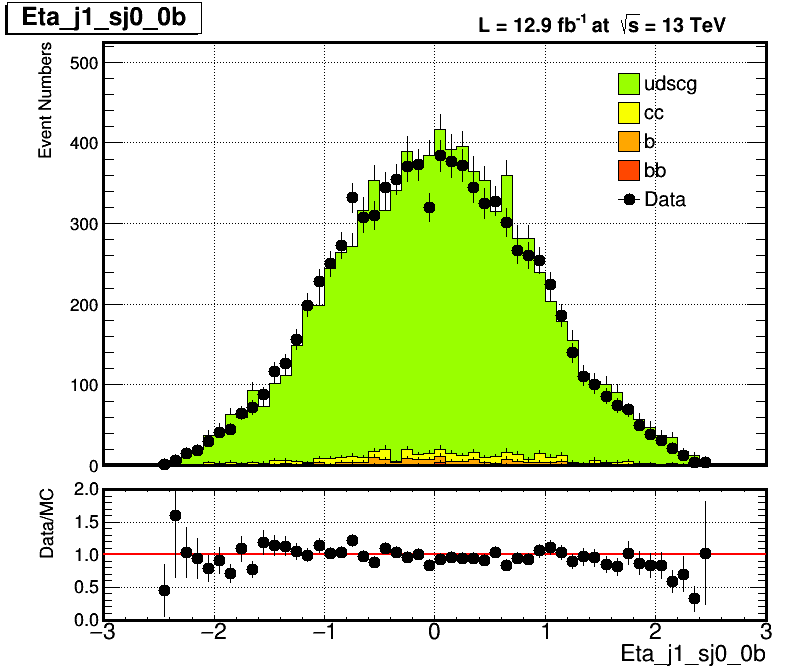 Eta_j1_sj0_0b
L = 12.9 fb⁻¹ at √s = 13 TeV
Event Numbers
500
400
300
200
100
0
udscg
cc
b
bb
Data
Data/MC
2.0
1.5
1.0
0.5
0.0
−3 −2 −1 0 1 2 3
Eta_j1_sj0_0b